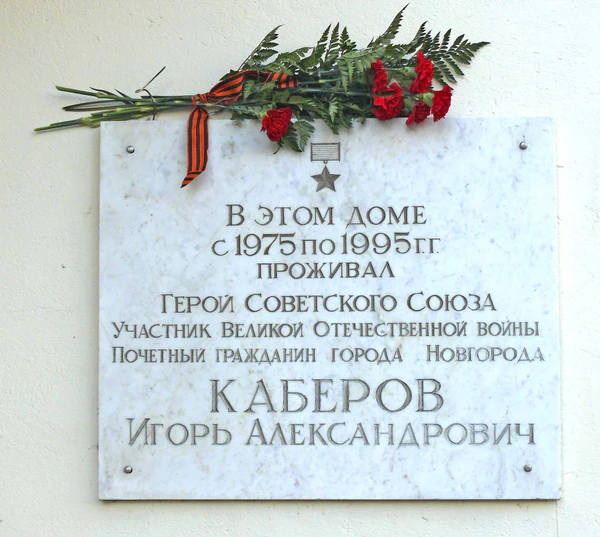 В ЭТОМ ДОМЕ
С 1975 ПО 1995 Г.Г.
ПРОЖИВАЛ
ГЕРОЙ СОВЕТСКОГО СОЮЗА
УЧАСТНИК ВЕЛИКОЙ ОТЕЧЕСТВЕННОЙ ВОЙНЫ
ПОЧЕТНЫЙ ГРАЖДАНИН ГОРОДА НОВГОРОДА
КАБЕРОВ
ИГОРЬ АЛЕКСАНДРОВИЧ